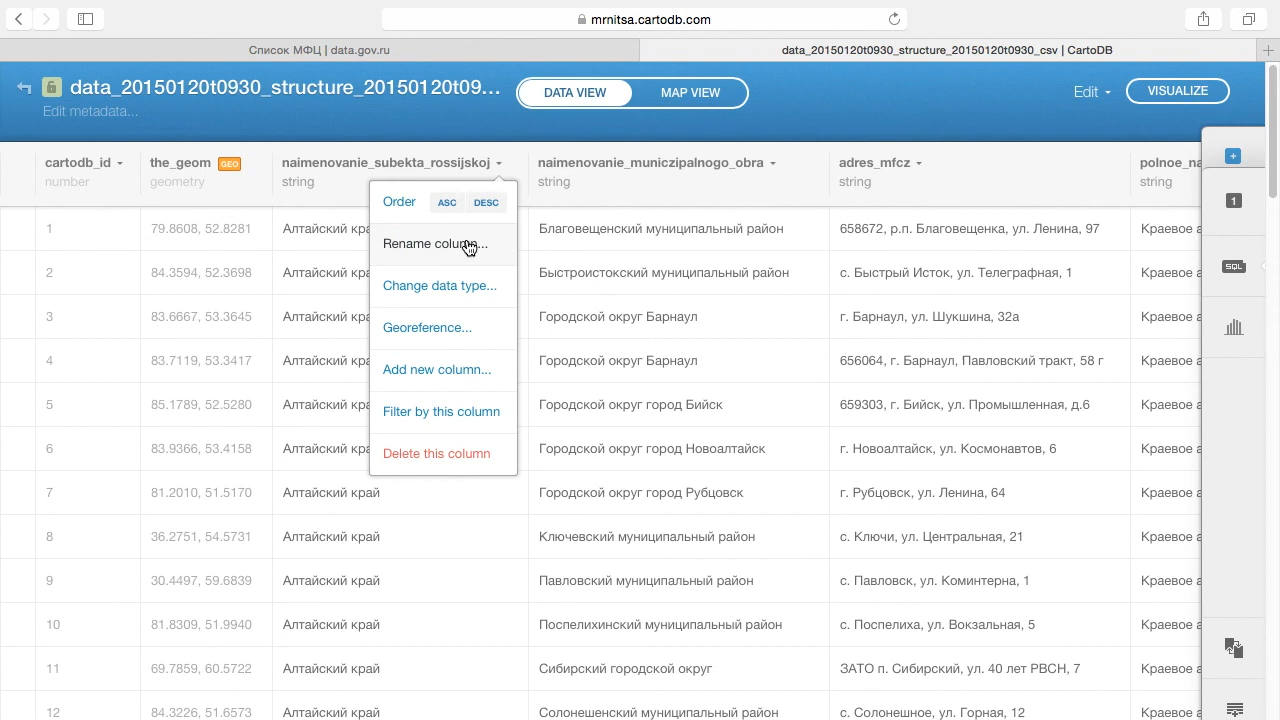 mrnitsa.cartodb.com
Список МФЦ | data.gov.ru
data_20150120t0930_structure_20150120t0930_csv | CartoDB
data_20150120t0930_structure_20150120t09...
DATA VIEW
MAP VIEW
Edit
VISUALIZE
Edit metadata...
cartodb_id
the_geom GEO
naimenovanie_subekta_rossijskoj
naimenovanie_municzipalnogo_obra
adres_mfcz
polnoe_na
number
geometry
string
string
string
string
Order ASC DESC
Rename column...
Change data type...
Georeference...
Add new column...
Filter by this column
Delete this column
1 79.8608, 52.8281 Алтайский кра Благовещенский муниципальный район 658672, р.п. Благовещенка, ул. Ленина, 97 Краевое а
2 84.3594, 52.3698 Алтайский кра Быстроистокский муниципальный район с. Быстрый Исток, ул. Телеграфная, 1 Краевое а
3 83.6667, 53.3645 Алтайский кра Городской округ Барнаул г. Барнаул, ул. Шукшина, 32а Краевое а
4 83.7119, 53.3417 Алтайский кра Городской округ Барнаул 656064, г. Барнаул, Павловский тракт, 58 г Краевое а
5 85.1789, 52.5280 Алтайский кра Городской округ город Бийск 659303, г. Бийск, ул. Промышленная, д.6 Краевое а
6 83.9366, 53.4158 Алтайский кра Городской округ город Новоалтайск г. Новоалтайск, ул. Космонавтов, 6 Краевое а
7 81.2010, 51.5170 Алтайский край Городской округ город Рубцовск г. Рубцовск, ул. Ленина, 64 Краевое а
8 36.2751, 54.5731 Алтайский край Ключевский муниципальный район с. Ключи, ул. Центральная, 21 Краевое а
9 30.4497, 59.6839 Алтайский край Павловский муниципальный район с. Павловск, ул. Коминтерна, 1 Краевое а
10 81.8309, 51.9940 Алтайский край Поспелихинский муниципальный район с. Поспелиха, ул. Вокзальная, 5 Краевое а
11 69.7859, 60.5722 Алтайский край Сибирский городской округ ЗАТО п. Сибирский, ул. 40 лет РВСН, 7 Краевое а
12 84.3226, 51.6573 Алтайский край Солонешенский муниципальный район с. Солонешное, ул. Горная, 12 Краевое а
1
SQL